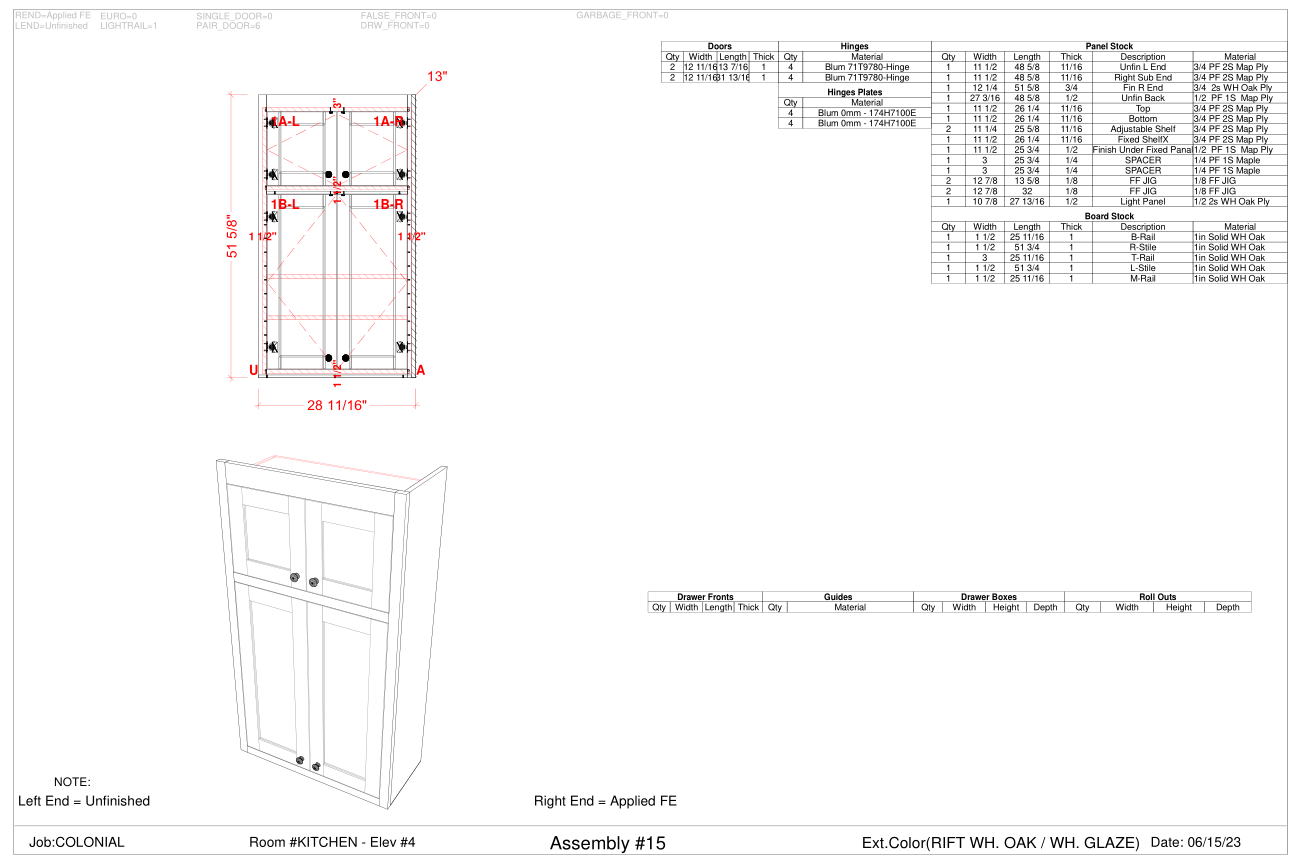 REND=Applied FE EURO=0 SINGLE_DOOR=0 FALSE_FRONT=0 GARBAGE_FRONT=0
LEND=Unfinished LIGHTRAIL=1 PAIR_DOOR=6 DRW_FRONT=0
Doors
Qty Width Length Thick
2 12 11/16 13 7/16 1
2 12 11/16 31 13/16 1
Hinges
Qty Material
4 Blum 71T9780-Hinge
4 Blum 71T9780-Hinge
Hinges Plates
Qty Material
4 Blum 0mm - 174H7100E
4 Blum 0mm - 174H7100E
Panel Stock
Qty Width Length Thick Description Material
1 11 1/2 48 5/8 11/16 Unfin L End 3/4 PF 2S Map Ply
1 11 1/2 48 5/8 11/16 Right Sub End 3/4 PF 2S Map Ply
1 12 1/4 51 5/8 3/4 Fin R End 3/4 2s WH Oak Ply
1 27 3/16 48 5/8 1/2 Unfin Back 1/2 PF 1S Map Ply
1 11 1/2 26 1/4 11/16 Top 3/4 PF 2S Map Ply
1 11 1/2 26 1/4 11/16 Bottom 3/4 PF 2S Map Ply
2 11 1/4 25 5/8 11/16 Adjustable Shelf 3/4 PF 2S Map Ply
1 11 1/2 26 1/4 11/16 Fixed ShelfX 3/4 PF 2S Map Ply
1 11 1/2 25 3/4 1/2 Finish Under Fixed Panal 1/2 PF 1S Map Ply
1 3 25 3/4 1/4 SPACER 1/4 PF 1S Maple
1 3 25 3/4 1/4 SPACER 1/4 PF 1S Maple
2 12 7/8 13 5/8 1/8 FF JIG 1/8 FF JIG
2 12 7/8 32 1/8 FF JIG 1/8 FF JIG
1 10 7/8 27 13/16 1/2 Light Panel 1/2 2s WH Oak Ply
Board Stock
Qty Width Length Thick Description Material
1 1 1/2 25 11/16 1 B-Rail 1in Solid WH Oak
1 1 1/2 51 3/4 1 R-Stile 1in Solid WH Oak
1 3 25 11/16 1 T-Rail 1in Solid WH Oak
1 1 1/2 51 3/4 1 L-Stile 1in Solid WH Oak
1 1 1/2 25 11/16 1 M-Rail 1in Solid WH Oak
13"
3"
1A-L 1A-R
1 1/2"
1B-L 1B-R
1 1/2" 1 1/2"
51 5/8"
U 1 1/2" A
28 11/16"
Drawer Fronts Guides Drawer Boxes Roll Outs
Qty Width Length Thick Qty Material Qty Width Height Depth Qty Width Height Depth
NOTE:
Left End = Unfinished Right End = Applied FE
Job:COLONIAL Room #KITCHEN - Elev #4 Assembly #15 Ext.Color(RIFT WH. OAK / WH. GLAZE) Date: 06/15/23